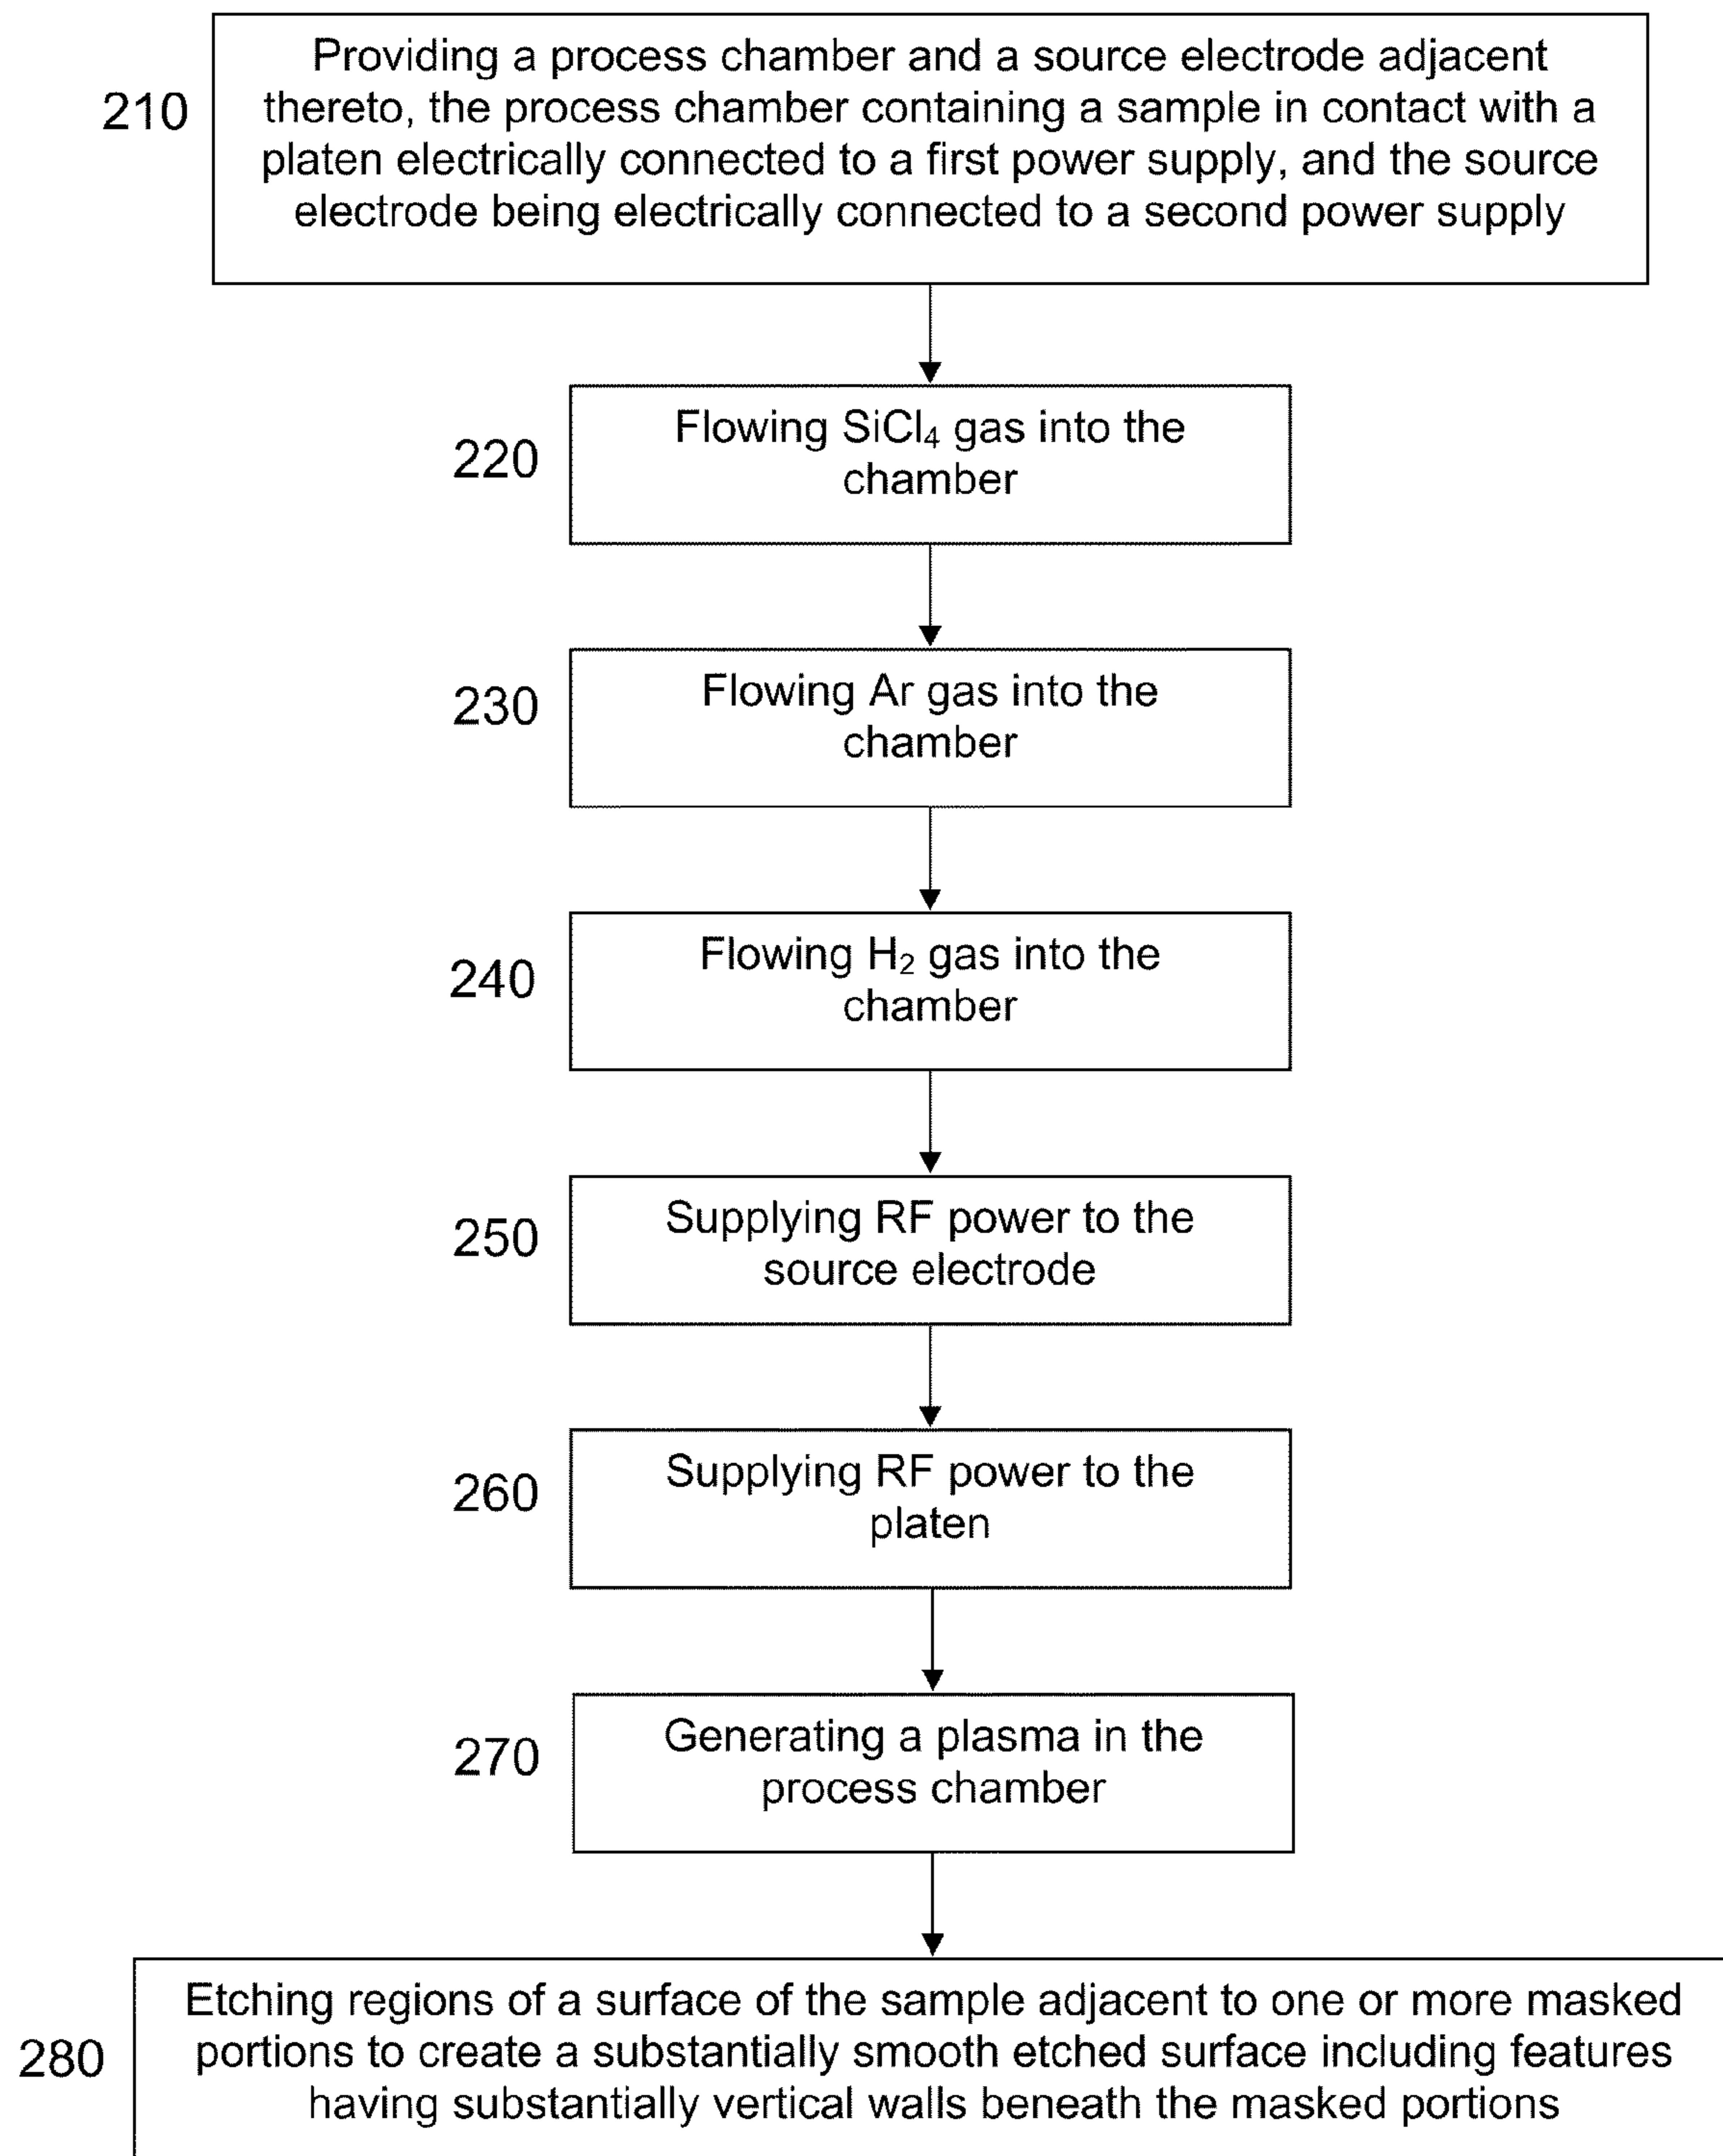 Providing a process chamber and a source electrode adjacent
210
thereto, the process chamber containing a sample in contact with a
platen electrically connected to a first power supply, and the source
electrode being electrically connected to a second power supply
Flowing SiCl₄ gas into the
220
chamber
Flowing Ar gas into the
230
chamber
Flowing H₂ gas into the
240
chamber
Supplying RF power to the
250
source electrode
Supplying RF power to the
260
platen
Generating a plasma in the
270
process chamber
Etching regions of a surface of the sample adjacent to one or more masked
280
portions to create a substantially smooth etched surface including features
having substantially vertical walls beneath the masked portions